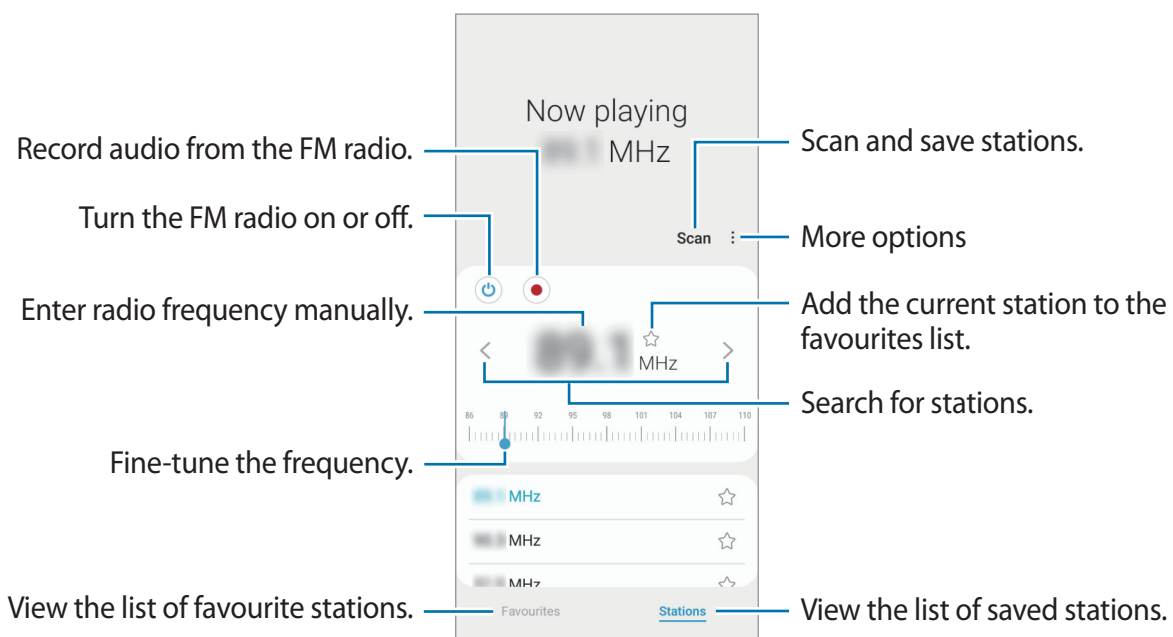 Now playing
MHz
Record audio from the FM radio.
Scan and save stations.
Turn the FM radio on or off.
Scan
More options
Enter radio frequency manually.
Add the current station to the
favourites list.
89.1
MHz
Search for stations.
86 89 92 95 98 101 104 107 110
Fine-tune the frequency.
MHz
MHz
MHz
View the list of favourite stations.
Favourites
Stations
View the list of saved stations.